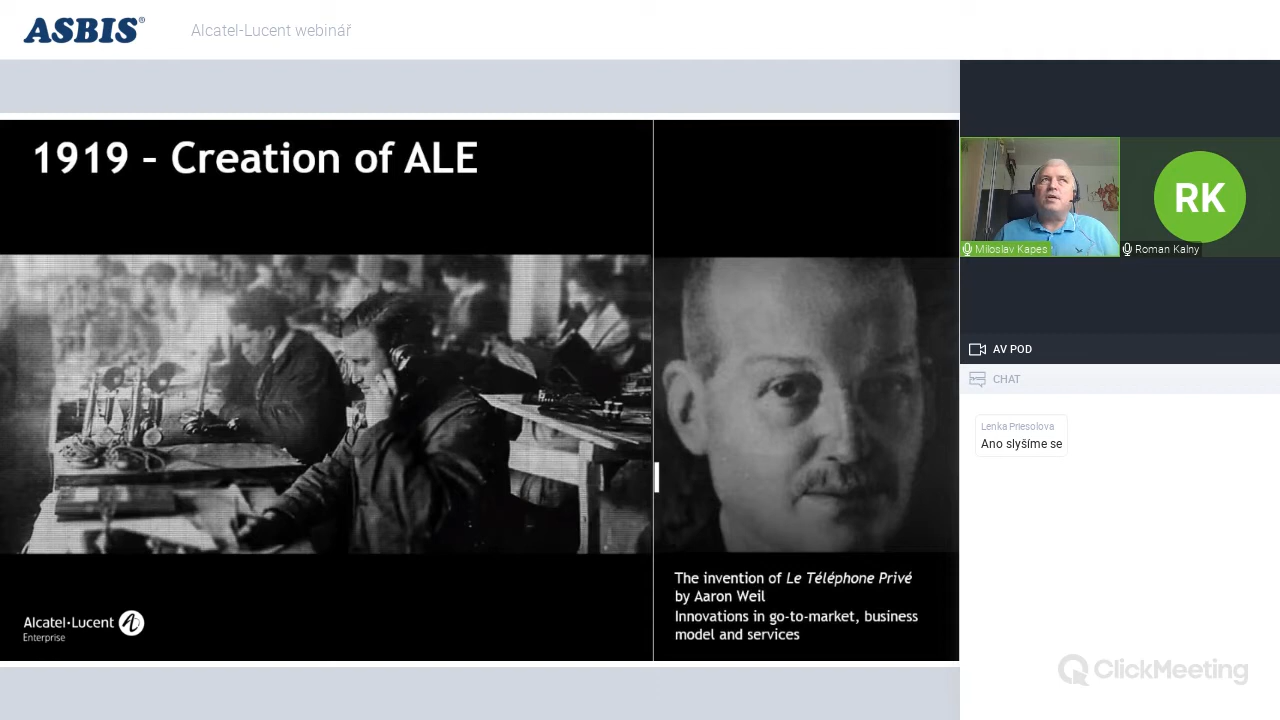 ASBIS®
Alcatel-Lucent webinář
1919 – Creation of ALE
The invention of Le Téléphone Privé
by Aaron Weil
Innovations in go-to-market, business
model and services
Alcatel·Lucent
Enterprise
RK
Miloslav Kapes
Roman Kalny
AV POD
CHAT
Lenka Priesolova
Ano slyšíme se
ClickMeeting